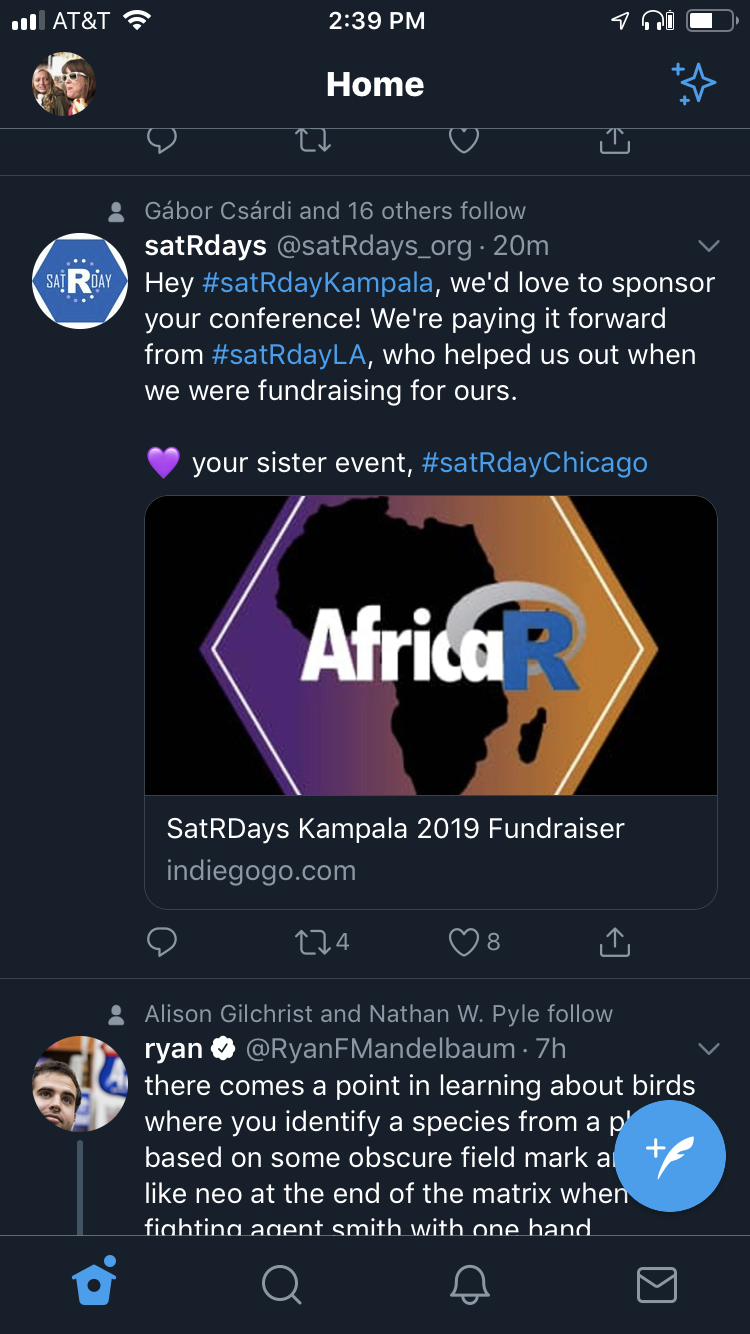 AT&T 2:39 PM
Home
Gábor Csárdi and 16 others follow
satRdays @satRdays_org · 20m
Hey #satRdayKampala, we'd love to sponsor
your conference! We're paying it forward
from #satRdayLA, who helped us out when
we were fundraising for ours.
💜 your sister event, #satRdayChicago
SAT R DAY
AfricaR
SatRDays Kampala 2019 Fundraiser
indiegogo.com
4 8
Alison Gilchrist and Nathan W. Pyle follow
ryan @RyanFMandelbaum · 7h
there comes a point in learning about birds
where you identify a species from a
based on some obscure field mark
like neo at the end of the matrix when
fighting agent smith with one hand